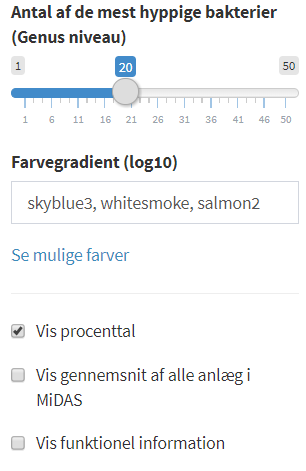 Antal af de mest hyppige bakterier
(Genus niveau)
1 20 50
1 6 11 16 21 26 31 36 41 46 50
Farvegradient (log10)
skyblue3, whitesmoke, salmon2
Se mulige farver
Vis procenttal
Vis gennemsnit af alle anlæg i
MiDAS
Vis funktionel information